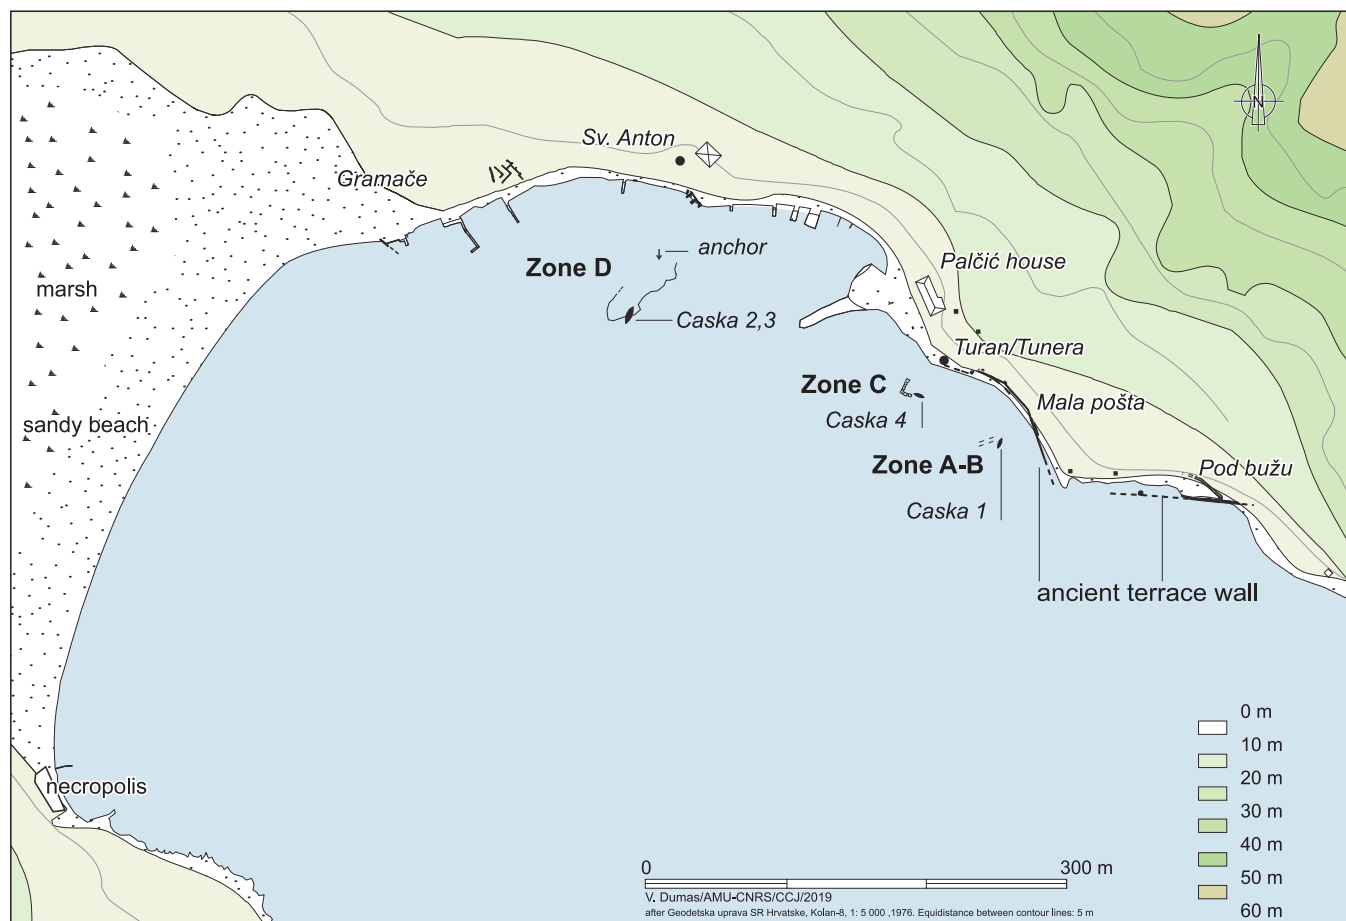 N
Sv. Anton
Gramače
anchor
Zone D
Palčić house
marsh
Caska 2,3
Turan/Tunera
Zone C
Mala pošta
Caska 4
sandy beach
Zone A-B
Pod bužu
Caska 1
ancient terrace wall
0 m
10 m
20 m
30 m
40 m
50 m
60 m
necropolis
0
300 m
V. Dumas/AMU-CNRS/CCJ/2019
after Geodetska uprava SR Hrvatske, Kolan-8, 1: 5 000 ,1976. Equidistance between contour lines: 5 m